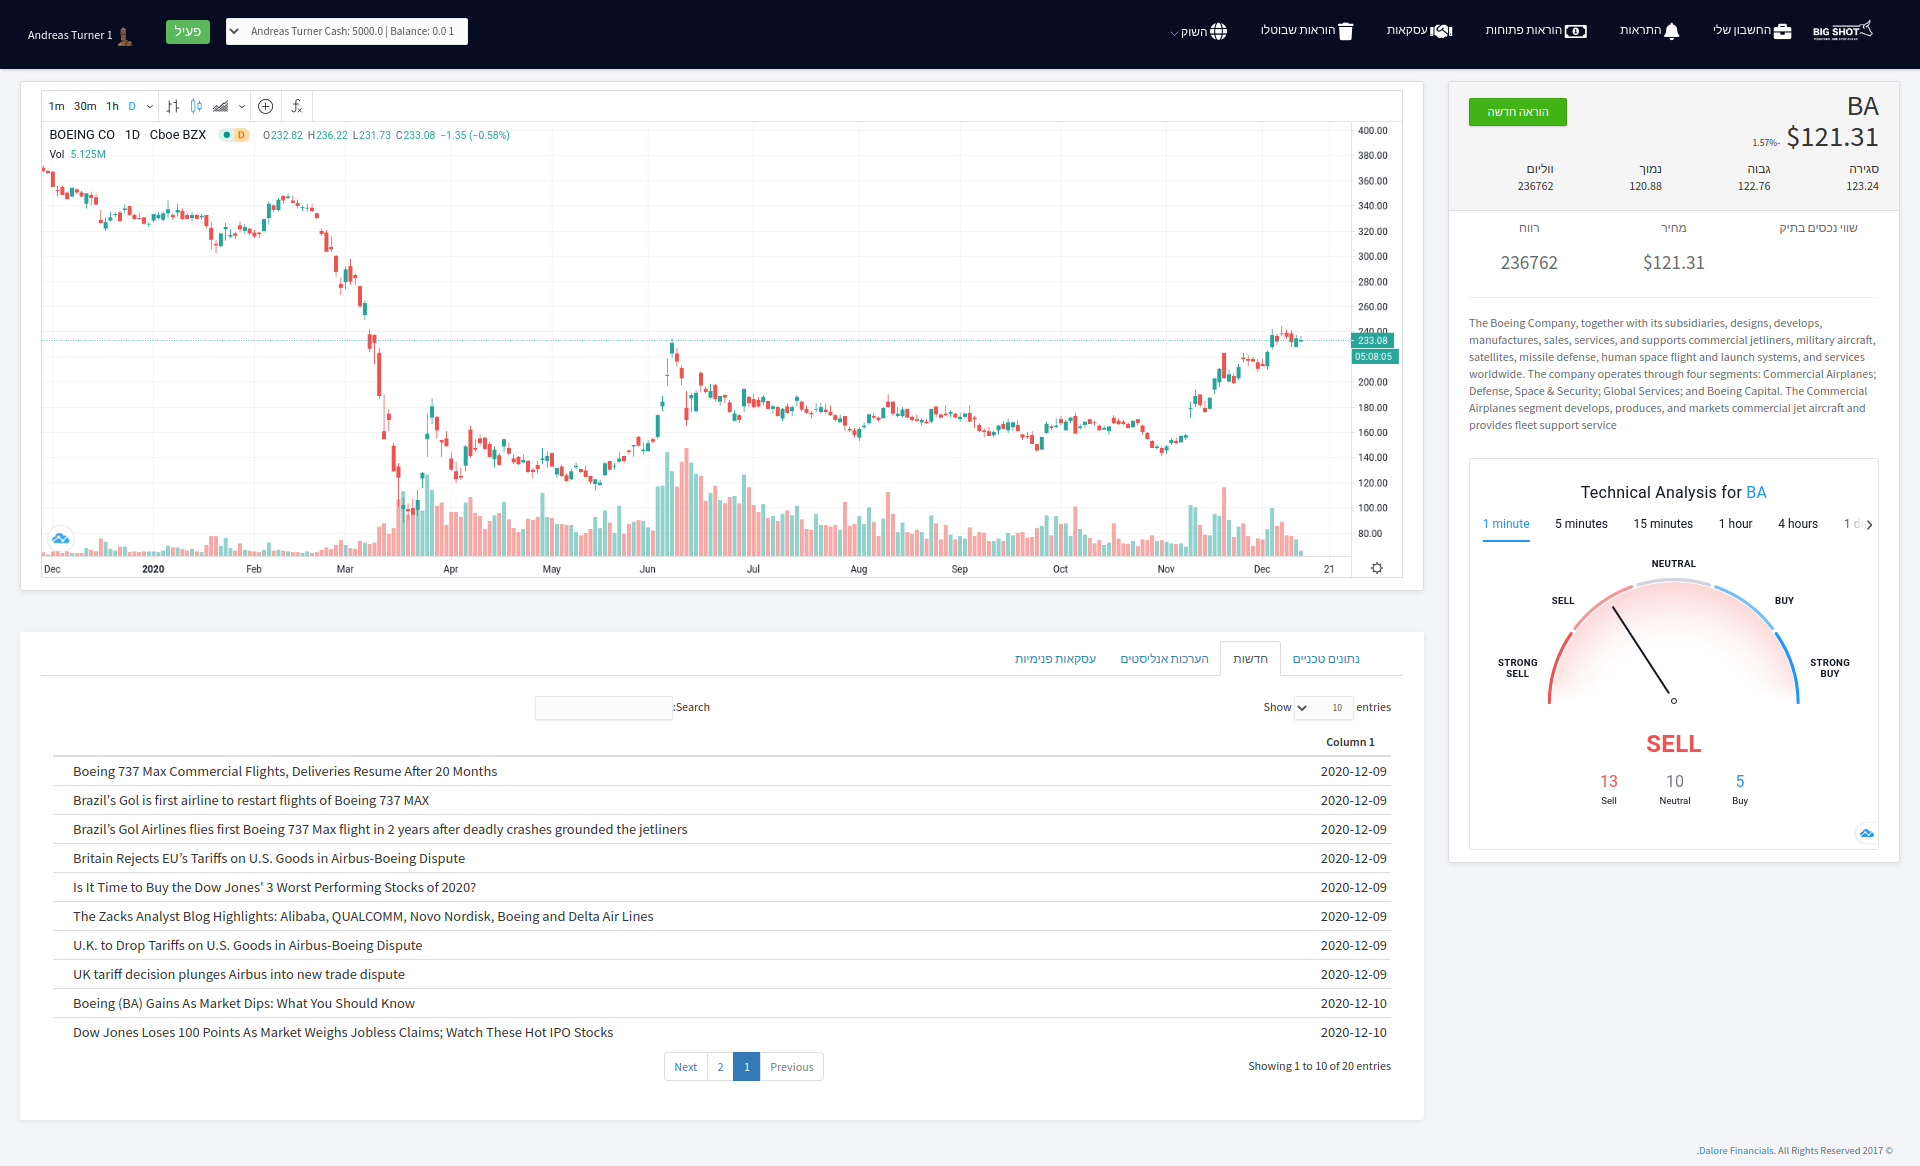 Andreas Turner 1
פעיל
Andreas Turner Cash: 5000.0 | Balance: 0.0 1
השוק
הוראות שבוטלו
עסקאות
הוראות פתוחות
התראות
החשבון שלי
BIG SHOT
1m 30m 1h D
BOEING CO · 1D · Cboe BZX D O232.82 H236.22 L231.73 C233.08 −1.35 (−0.58%)
Vol 5.125M
400.00
380.00
360.00
340.00
320.00
300.00
280.00
260.00
240.00
233.08
05:08:05
200.00
180.00
160.00
140.00
120.00
100.00
80.00
Dec 2020 Feb Mar Apr May Jun Jul Aug Sep Oct Nov Dec 21
הוראה חדשה
BA
$121.31
1.57%-
סגירה גבוה נמוך ווליום
123.24 122.76 120.88 236762
שווי נכסים בתיק מחיר רווח
$121.31 236762
The Boeing Company, together with its subsidiaries, designs, develops,
manufactures, sales, services, and supports commercial jetliners, military aircraft,
satellites, missile defense, human space flight and launch systems, and services
worldwide. The company operates through four segments: Commercial Airplanes;
Defense, Space & Security; Global Services; and Boeing Capital. The Commercial
Airplanes segment develops, produces, and markets commercial jet aircraft and
provides fleet support service
Technical Analysis for BA
1 minute 5 minutes 15 minutes 1 hour 4 hours 1 da
NEUTRAL
SELL BUY
STRONG SELL
STRONG BUY
SELL
13 10 5
Sell Neutral Buy
נתונים טכניים
חדשות
הערכות אנליסטים
עסקאות פנימיות
:Search
Show 10 entries
Column 1
Boeing 737 Max Commercial Flights, Deliveries Resume After 20 Months 2020-12-09
Brazil's Gol is first airline to restart flights of Boeing 737 MAX 2020-12-09
Brazil’s Gol Airlines flies first Boeing 737 Max flight in 2 years after deadly crashes grounded the jetliners 2020-12-09
Britain Rejects EU’s Tariffs on U.S. Goods in Airbus-Boeing Dispute 2020-12-09
Is It Time to Buy the Dow Jones' 3 Worst Performing Stocks of 2020? 2020-12-09
The Zacks Analyst Blog Highlights: Alibaba, QUALCOMM, Novo Nordisk, Boeing and Delta Air Lines 2020-12-09
U.K. to Drop Tariffs on U.S. Goods in Airbus-Boeing Dispute 2020-12-09
UK tariff decision plunges Airbus into new trade dispute 2020-12-09
Boeing (BA) Gains As Market Dips: What You Should Know 2020-12-10
Dow Jones Loses 100 Points As Market Weighs Jobless Claims; Watch These Hot IPO Stocks 2020-12-10
Next 2 1 Previous
Showing 1 to 10 of 20 entries
.Dalore Financials. All Rights Reserved 2017 ©